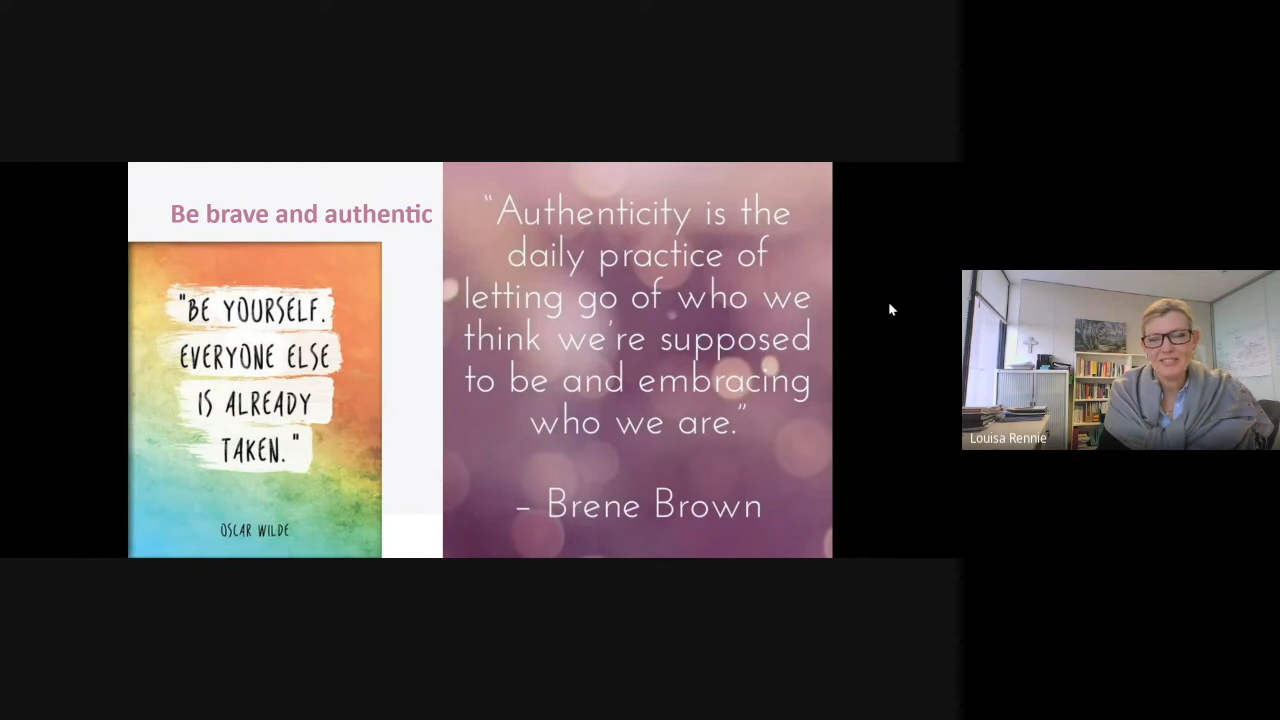 Be brave and authentic
"BE YOURSELF.
EVERYONE ELSE
IS ALREADY
TAKEN."
OSCAR WILDE
“Authenticity is the
daily practice of
letting go of who we
think we’re supposed
to be and embracing
who we are.”
– Brene Brown
Louisa Rennie